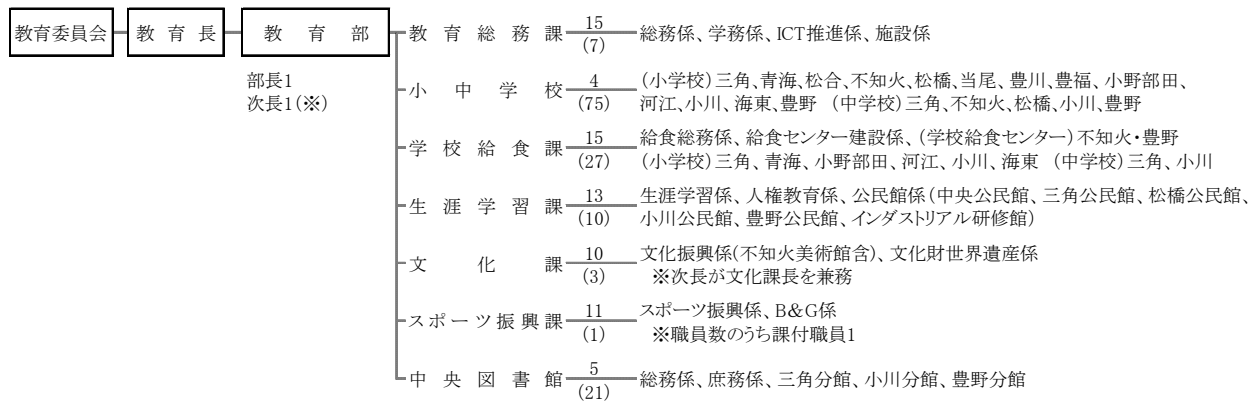 教育委員会 教育長 教育部 教育総務課 15 (7) 総務係、学務係、ICT推進係、施設係
部長1
次長1(※)
小中学校 4 (75) (小学校)三角、青海、松合、不知火、松橋、当尾、豊川、豊福、小野部田、
河江、小川、海東、豊野 (中学校)三角、不知火、松橋、小川、豊野
学校給食課 15 (27) 給食総務係、給食センター建設係、(学校給食センター)不知火・豊野
(小学校)三角、青海、小野部田、河江、小川、海東 (中学校)三角、小川
生涯学習課 13 (10) 生涯学習係、人権教育係、公民館係(中央公民館、三角公民館、松橋公民館、
小川公民館、豊野公民館、インダストリアル研修館)
文化課 10 (3) 文化振興係(不知火美術館含)、文化財世界遺産係
※次長が文化課長を兼務
スポーツ振興課 11 (1) スポーツ振興係、B&G係
※職員数のうち課付職員1
中央図書館 5 (21) 総務係、庶務係、三角分館、小川分館、豊野分館